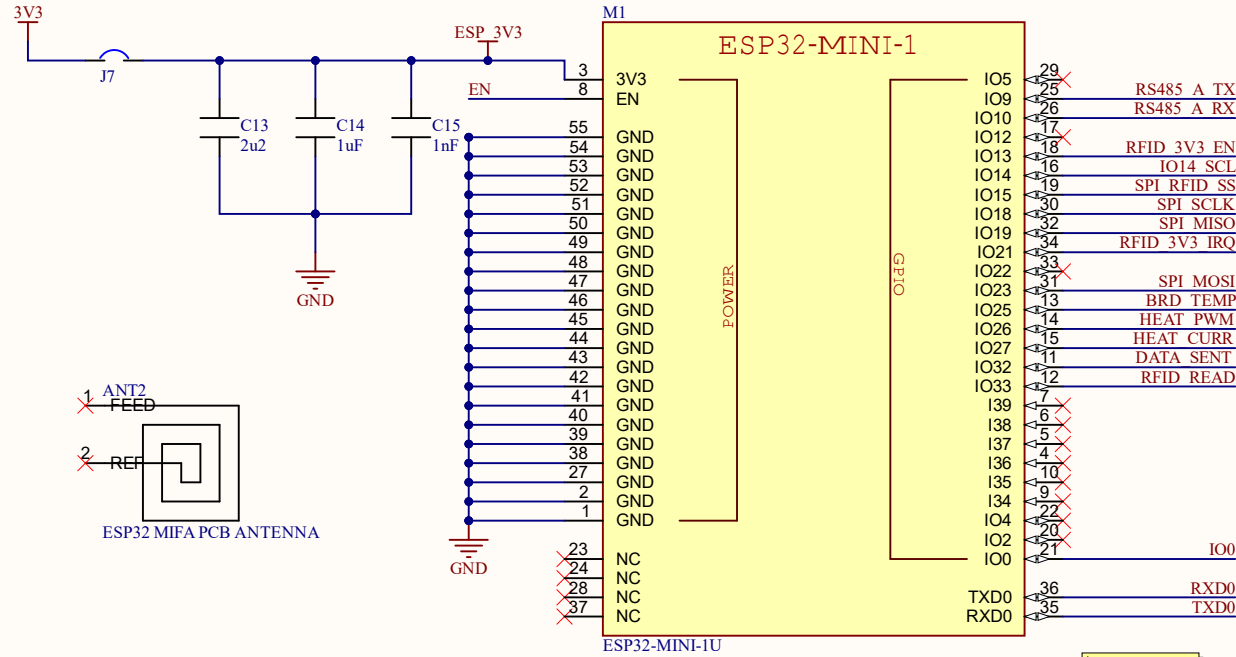 3V3
J7
C13
2u2
C14
1uF
C15
1nF
GND
ESP_3V3
EN
ANT2
1 FEED
2 REF
ESP32 MIFA PCB ANTENNA
M1
ESP32-MINI-1
3 3V3
8 EN
55 GND
54 GND
53 GND
52 GND
51 GND
50 GND
49 GND
48 GND
47 GND
46 GND
45 GND
44 GND
43 GND
42 GND
41 GND
40 GND
39 GND
38 GND
27 GND
2 GND
1 GND
GND
23 NC
24 NC
28 NC
37 NC
POWER
GPIO
IO5 29
IO9 25 RS485_A_TX
IO10 26 RS485_A_RX
IO12 17
IO13 18 RFID_3V3_EN
IO14 16 IO14_SCL
IO15 19 SPI_RFID_SS
IO18 30 SPI_SCLK
IO19 32 SPI_MISO
IO21 34 RFID_3V3_IRQ
IO22 33
IO23 31 SPI_MOSI
IO25 13 BRD_TEMP
IO26 14 HEAT_PWM
IO27 15 HEAT_CURR
IO32 11 DATA_SENT
IO33 12 RFID_READ
I39 7
I38 6
I37 5
I36 4
I35 10
I34 9
IO4 22
IO2 20
IO0 21 IO0
TXD0 36 RXD0
RXD0 35 TXD0
ESP32-MINI-1U